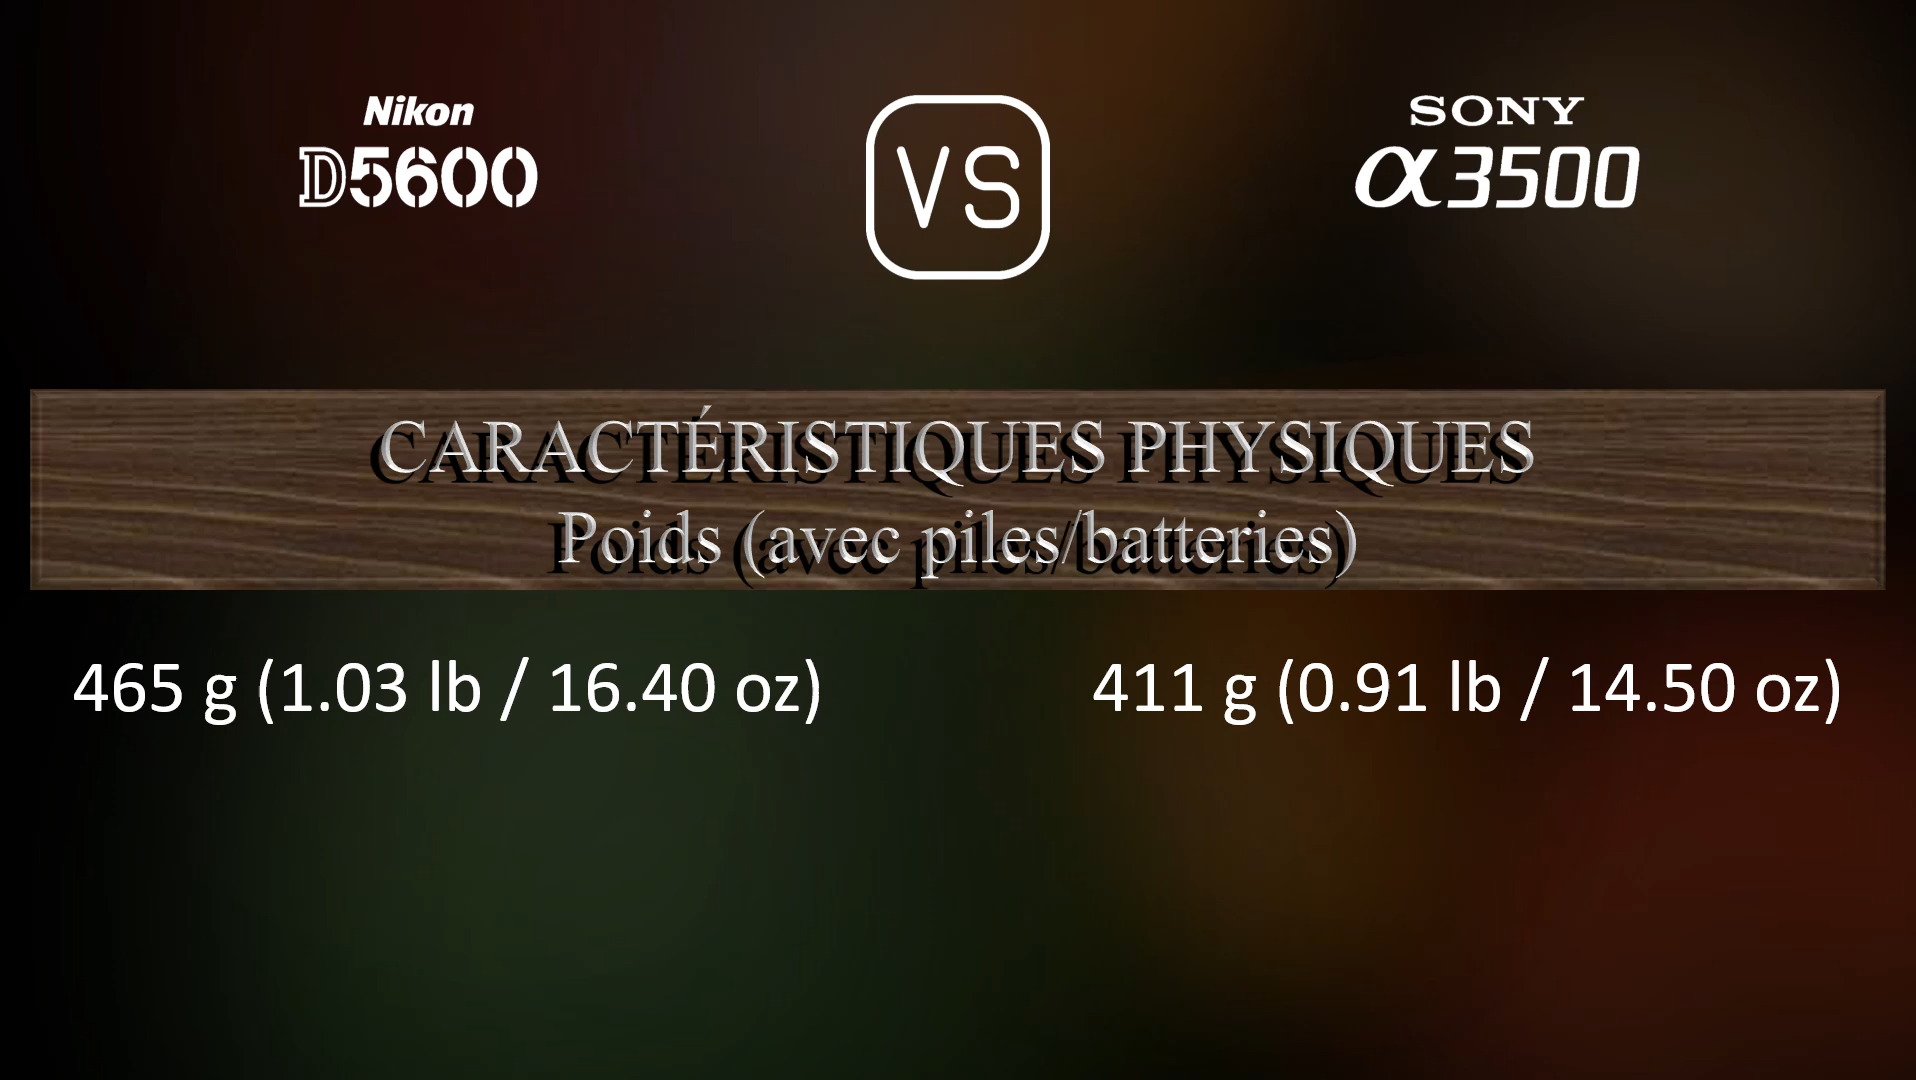 Nikon
D5600
VS
SONY
α3500
CARACTÉRISTIQUES PHYSIQUES
Poids (avec piles/batteries)
465 g (1.03 lb / 16.40 oz)
411 g (0.91 lb / 14.50 oz)